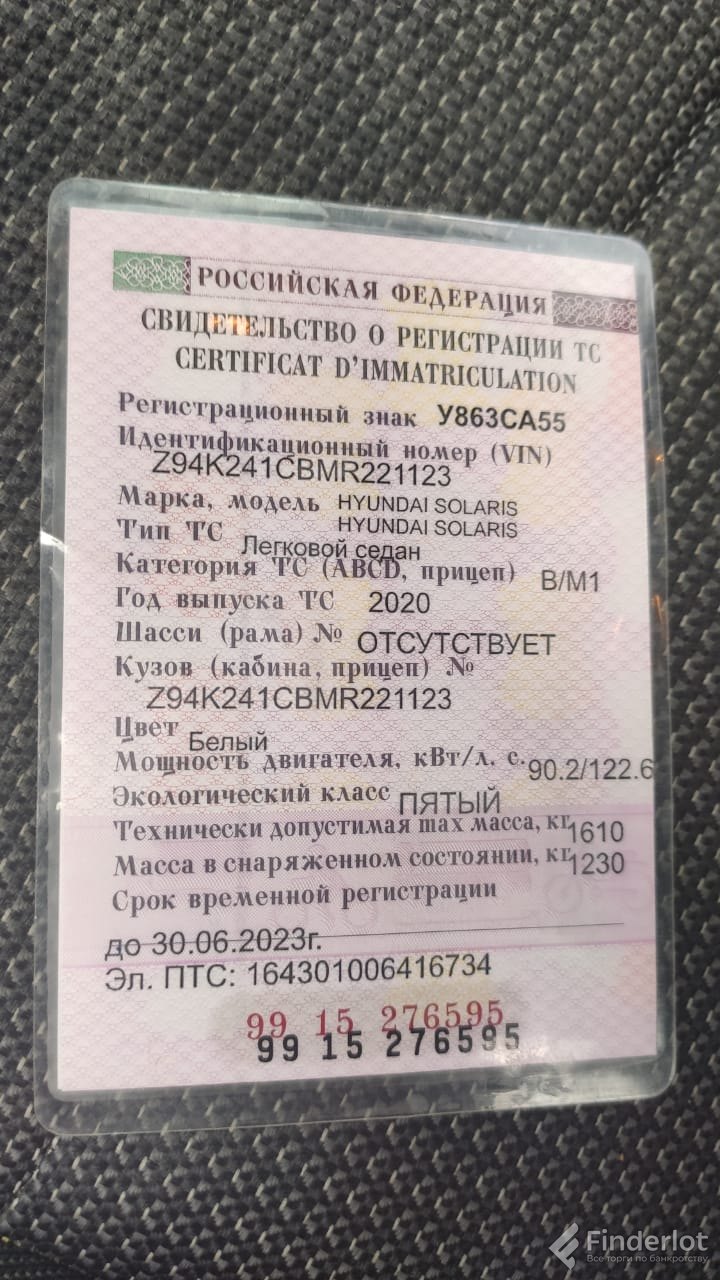 РОССИЙСКАЯ ФЕДЕРАЦИЯ
СВИДЕТЕЛЬСТВО О РЕГИСТРАЦИИ ТС
CERTIFICAT D'IMMATRICULATION
Регистрационный знак У863СА55
Идентификационный номер (VIN)
Z94K241CBMR221123
Марка, модель HYUNDAI SOLARIS
HYUNDAI SOLARIS
Тип ТС Легковой седан
Категория ТС (ABCD, прицеп) B/M1
Год выпуска ТС 2020
Шасси (рама) № ОТСУТСТВУЕТ
Кузов (кабина, прицеп) №
Z94K241CBMR221123
Цвет Белый
Мощность двигателя, кВт/л. с. 90.2/122.6
Экологический класс ПЯТЫЙ
Технически допустимая max масса, кг 1610
Масса в снаряженном состоянии, кг 1230
Срок временной регистрации
до 30.06.2023г.
Эл. ПТС: 164301006416734
99 15 276595
99 15 276595
Finderlot
Все торги по банкротству